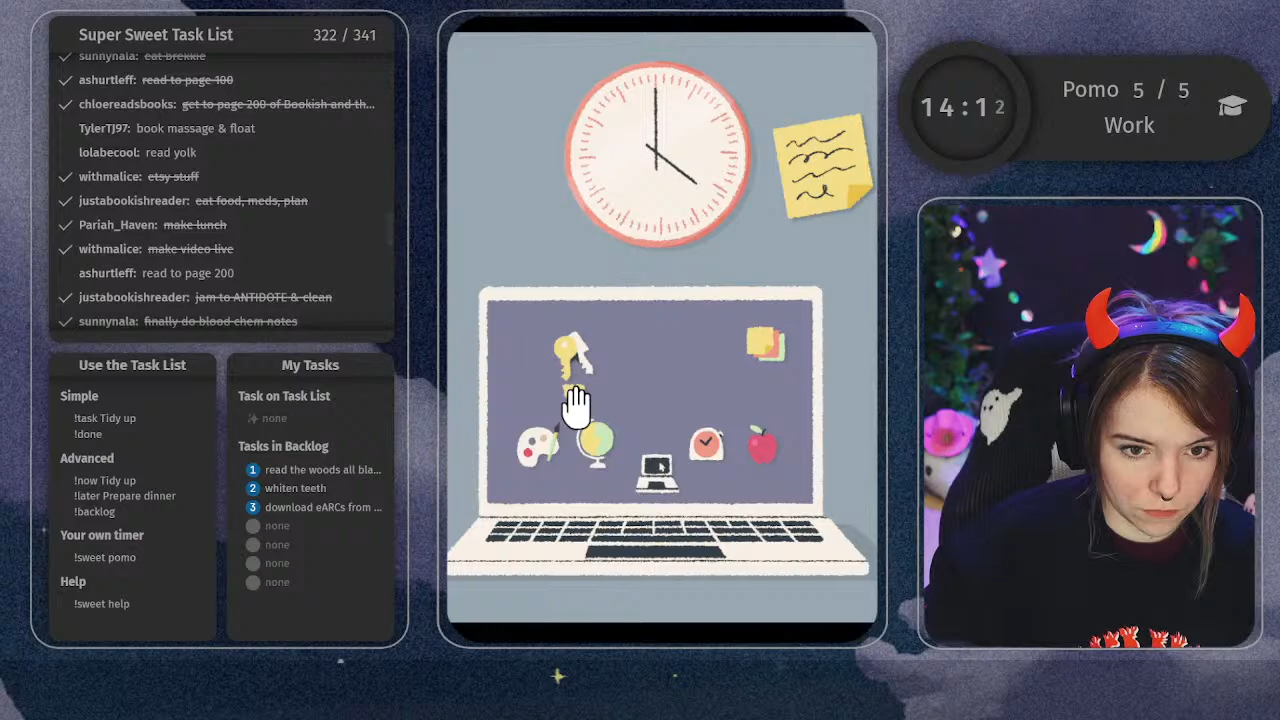 Super Sweet Task List 322 / 341
sunnynala: eat brekkie
ashurtleff: read to page 100
chloereadsbooks: get to page 200 of Bookish and th...
TylerTJ97: book massage & float
lolabecool: read yolk
withmalice: etsy stuff
justabookishreader: eat food, meds, plan
Pariah_Haven: make lunch
withmalice: make video live
ashurtleff: read to page 200
justabookishreader: jam to ANTIDOTE & clean
sunnynala: finally do blood chem notes
Use the Task List
Simple
!task Tidy up
!done
Advanced
!now Tidy up
!later Prepare dinner
!backlog
Your own timer
!sweet pomo
Help
!sweet help
My Tasks
Task on Task List
none
Tasks in Backlog
1 read the woods all bla...
2 whiten teeth
3 download eARCs from ...
none
none
none
none
14:12
Pomo 5 / 5
Work